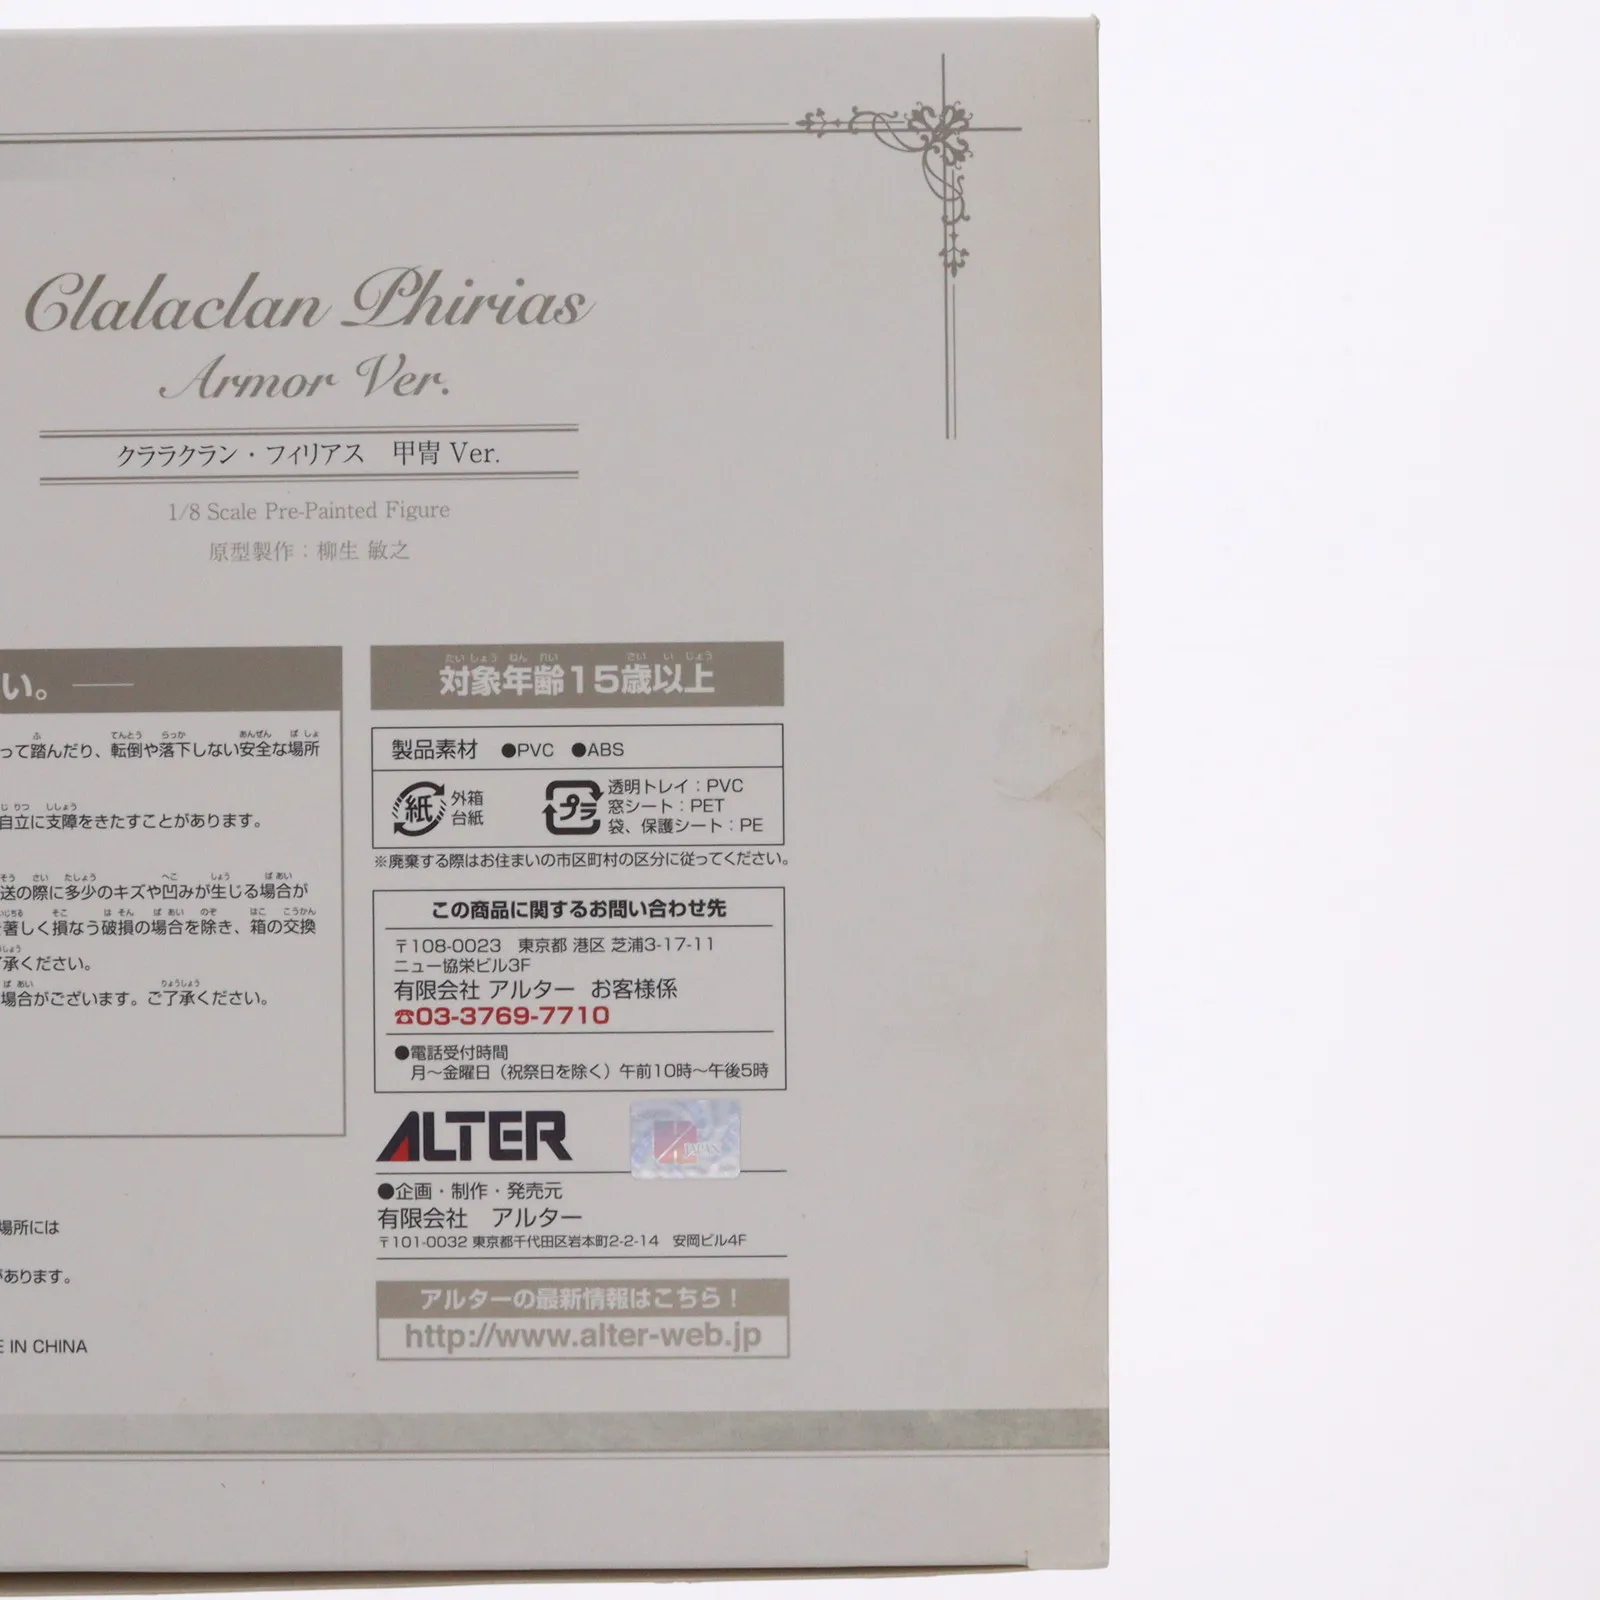 Clalaclan Phirias
Armor Ver.
クララクラン・フィリアス 甲冑 Ver.
1/8 Scale Pre-Painted Figure
原型製作：柳生 敏之
い。
って踏んだり、転倒や落下しない安全な場所
自立に支障をきたすことがあります。
送の際に多少のキズや凹みが生じる場合が
著しく損なう破損の場合を除き、箱の交換
了承ください。
場合がございます。ご了承ください。
場所には
があります。
E IN CHINA
対象年齢15歳以上
製品素材 ●PVC ●ABS
紙 外箱
台紙
プラ 透明トレイ：PVC
窓シート：PET
袋、保護シート：PE
※廃棄する際はお住まいの市区町村の区分に従ってください。
この商品に関するお問い合わせ先
〒108-0023 東京都 港区 芝浦3-17-11
ニュー協栄ビル3F
有限会社 アルター お客様係
☎03-3769-7710
●電話受付時間
月～金曜日（祝祭日を除く）午前10時～午後5時
ALTER
JAPAN
●企画・制作・発売元
有限会社 アルター
〒101-0032 東京都千代田区岩本町2-2-14 安岡ビル4F
アルターの最新情報はこちら！
http://www.alter-web.jp